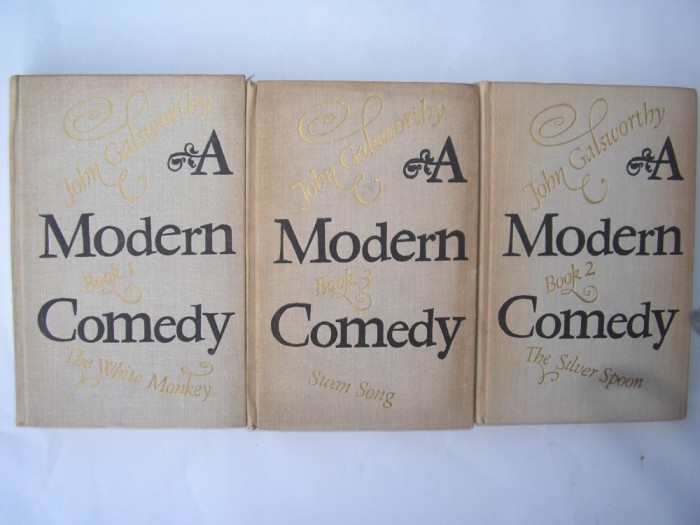 John Galsworthy
A
Modern
Book 1
Comedy
The White Monkey
John Galsworthy
A
Modern
Book 3
Comedy
Swan Song
John Galsworthy
A
Modern
Book 2
Comedy
The Silver Spoon